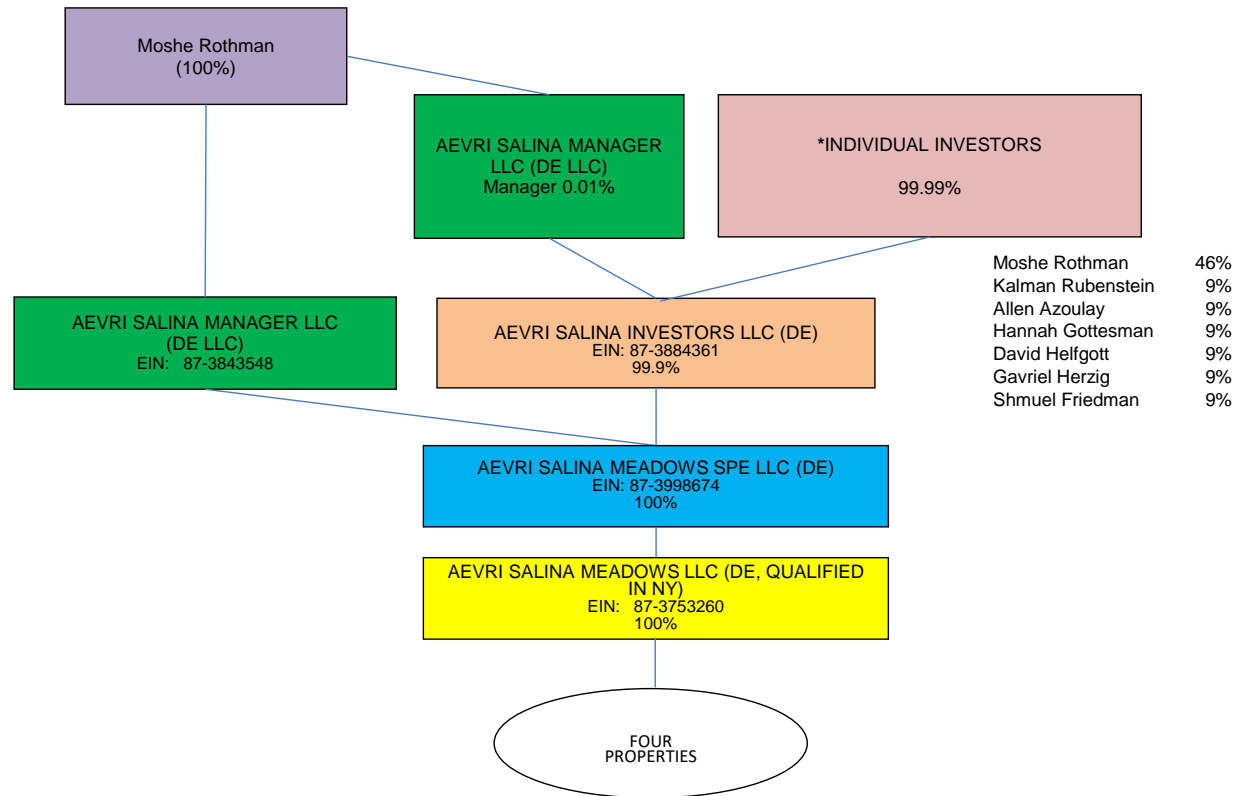 Moshe Rothman
(100%)
AEVRI SALINA MANAGER
LLC (DE LLC)
Manager 0.01%
*INDIVIDUAL INVESTORS
99.99%
Moshe Rothman 46%
Kalman Rubenstein 9%
Allen Azoulay 9%
Hannah Gottesman 9%
David Helfgott 9%
Gavriel Herzig 9%
Shmuel Friedman 9%
AEVRI SALINA MANAGER LLC
(DE LLC)
EIN: 87-3843548
AEVRI SALINA INVESTORS LLC (DE)
EIN: 87-3884361
99.9%
AEVRI SALINA MEADOWS SPE LLC (DE)
EIN: 87-3998674
100%
AEVRI SALINA MEADOWS LLC (DE, QUALIFIED
IN NY)
EIN: 87-3753260
100%
FOUR
PROPERTIES